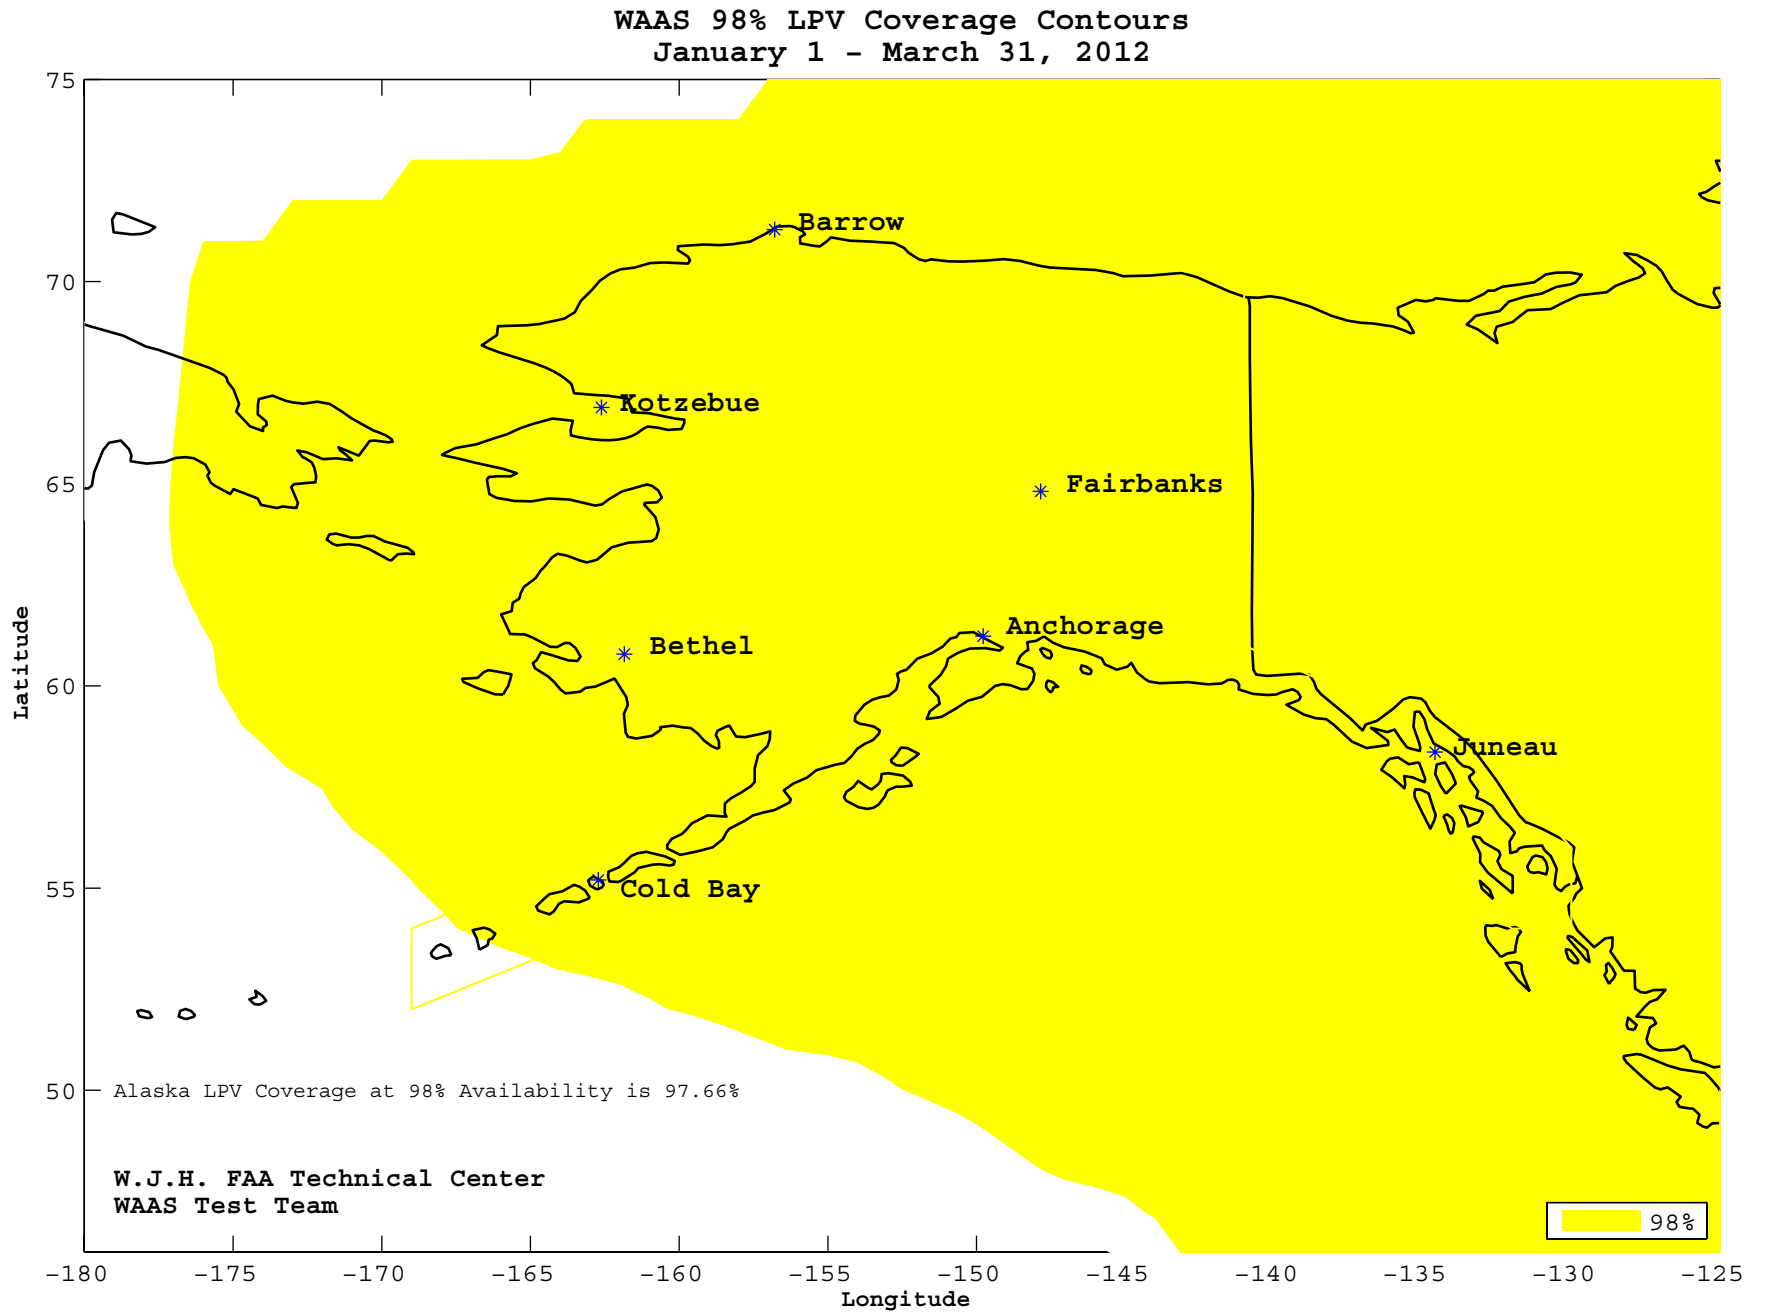 WAAS 98% LPV Coverage Contours
January 1 - March 31, 2012
75
70
65
60
55
50
Latitude
Barrow
Kotzebue
Fairbanks
Anchorage
Bethel
Juneau
Cold Bay
Alaska LPV Coverage at 98% Availability is 97.66%
W.J.H. FAA Technical Center
WAAS Test Team
98%
-180 -175 -170 -165 -160 -155 -150 -145 -140 -135 -130 -125
Longitude